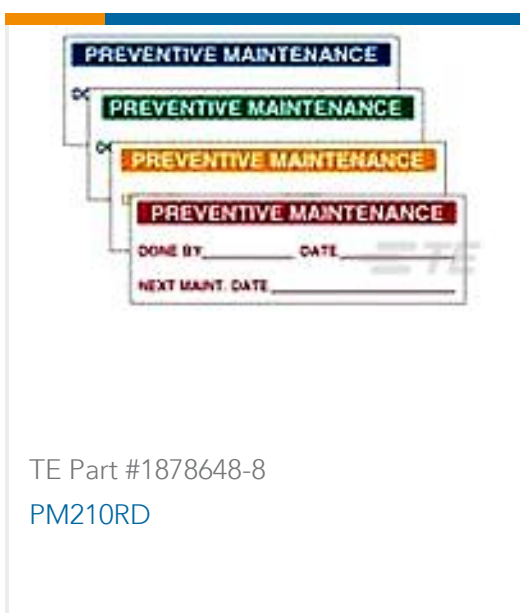 PREVENTIVE MAINTENANCE
PREVENTIVE MAINTENANCE
PREVENTIVE MAINTENANCE
PREVENTIVE MAINTENANCE
DONE BY DATE
TE
NEXT MAINT. DATE
TE Part #1878648-8
PM210RD